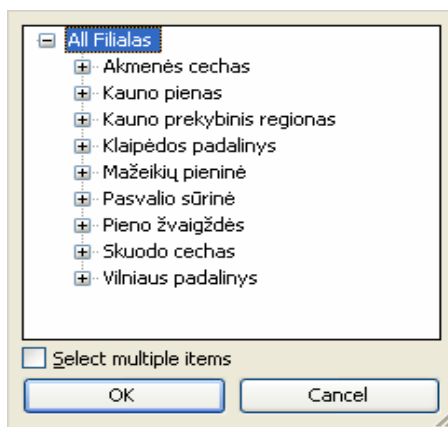 All Filialas
Akmenės cechas
Kauno pienas
Kauno prekybinis regionas
Klaipėdos padalinys
Mažeikių pieninė
Pasvalio sūrinė
Pieno žvaigždės
Skuodo cechas
Vilniaus padalinys
Select multiple items
OK Cancel